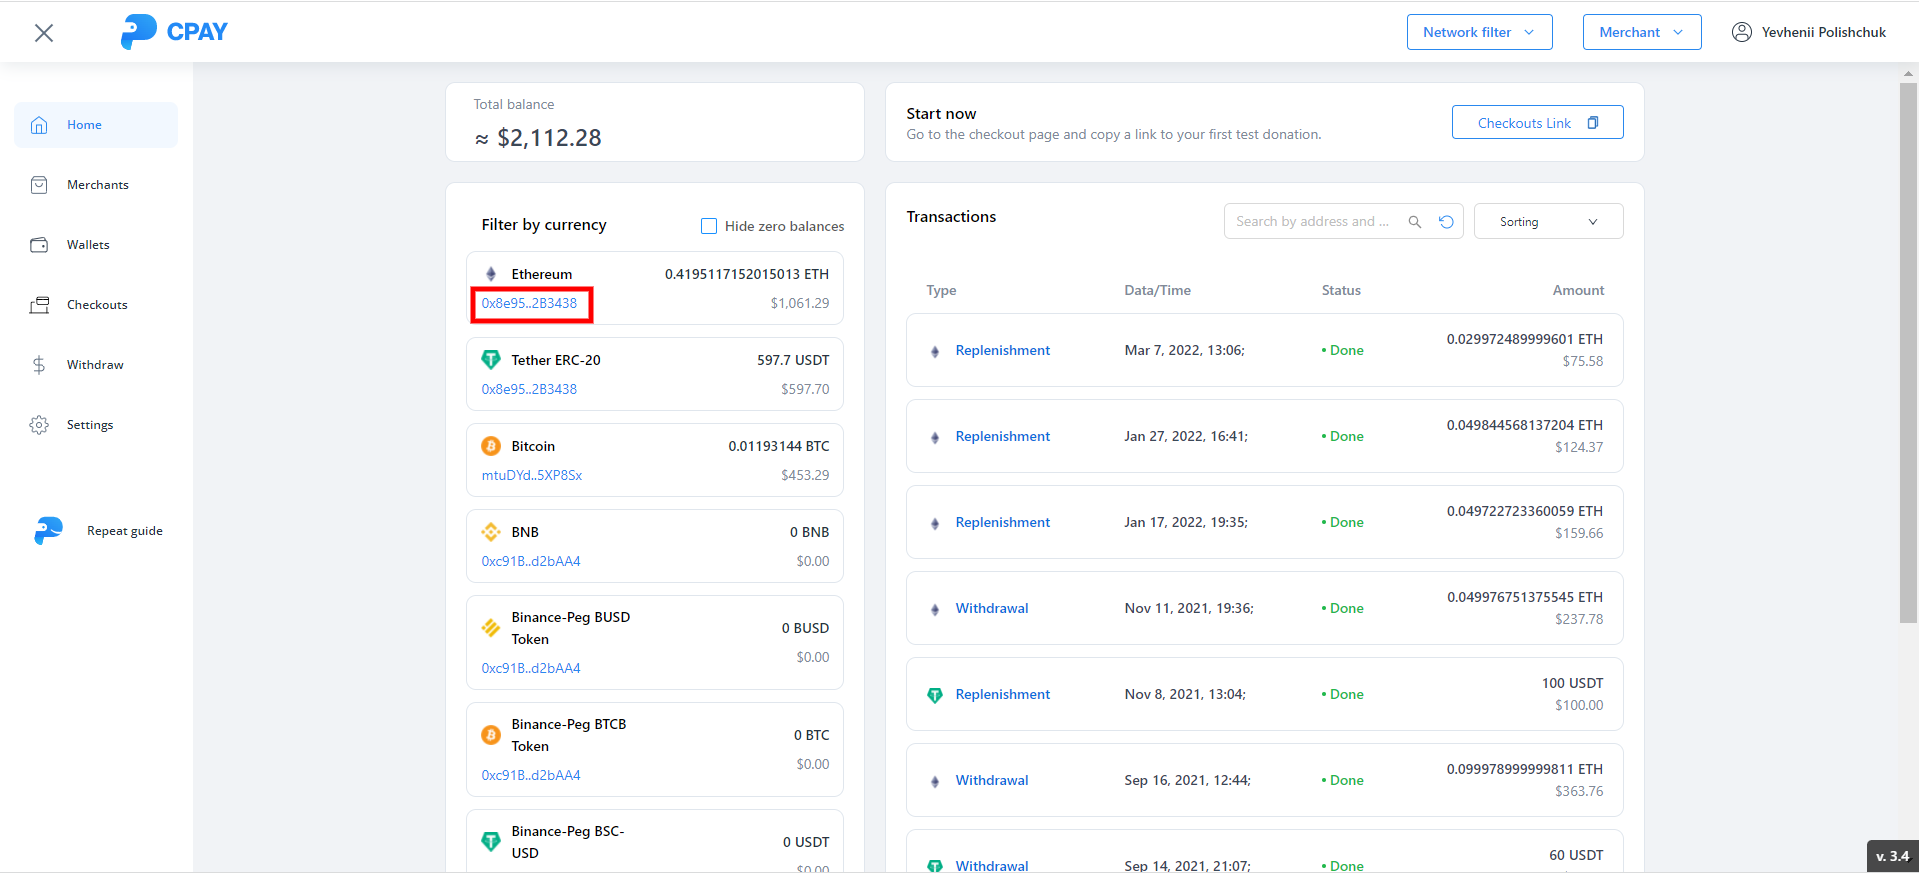 CPAY
Network filter
Merchant
Yevhenii Polishchuk
Home
Merchants
Wallets
Checkouts
Withdraw
Settings
Repeat guide
Total balance
≈ $2,112.28
Start now
Go to the checkout page and copy a link to your first test donation.
Checkouts Link
Filter by currency
Hide zero balances
Ethereum 0.4195117152015013 ETH
0x8e95..2B3438 $1,061.29
Tether ERC-20 597.7 USDT
0x8e95..2B3438 $597.70
Bitcoin 0.01193144 BTC
mtuDYd..5XP8Sx $453.29
BNB 0 BNB
0xc91B..d2bAA4 $0.00
Binance-Peg BUSD
Token
0 BUSD
0xc91B..d2bAA4 $0.00
Binance-Peg BTCB
Token
0 BTC
0xc91B..d2bAA4 $0.00
Binance-Peg BSC-
USD
0 USDT
$0.00
Transactions
Search by address and ...
Sorting
Type Data/Time Status Amount
Replenishment Mar 7, 2022, 13:06; • Done 0.029972489999601 ETH
$75.58
Replenishment Jan 27, 2022, 16:41; • Done 0.049844568137204 ETH
$124.37
Replenishment Jan 17, 2022, 19:35; • Done 0.049722723360059 ETH
$159.66
Withdrawal Nov 11, 2021, 19:36; • Done 0.049976751375545 ETH
$237.78
Replenishment Nov 8, 2021, 13:04; • Done 100 USDT
$100.00
Withdrawal Sep 16, 2021, 12:44; • Done 0.099978999999811 ETH
$363.76
Withdrawal Sep 14, 2021, 21:07; • Done 60 USDT
v. 3.4